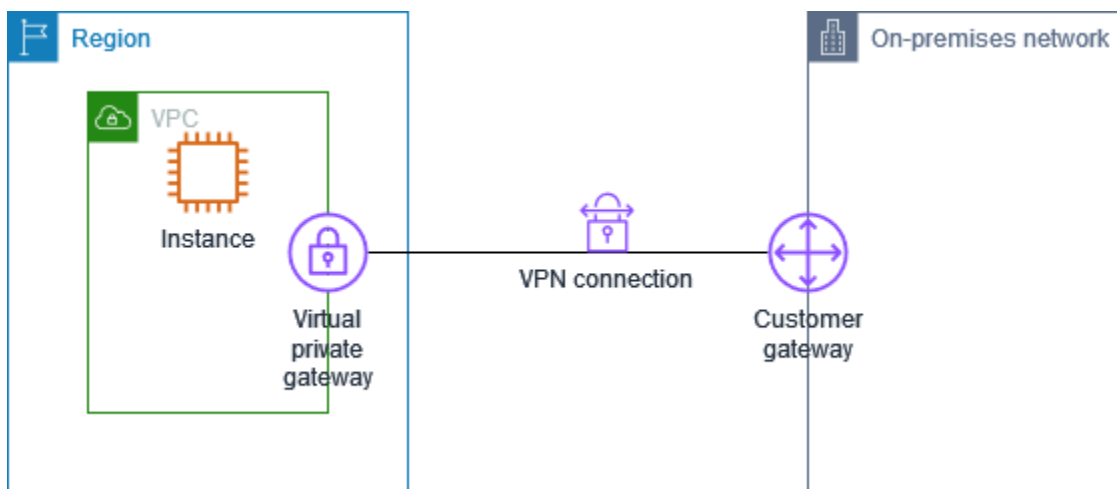 Region
On-premises network
VPC
Instance
VPN connection
Virtual
private
gateway
Customer
gateway